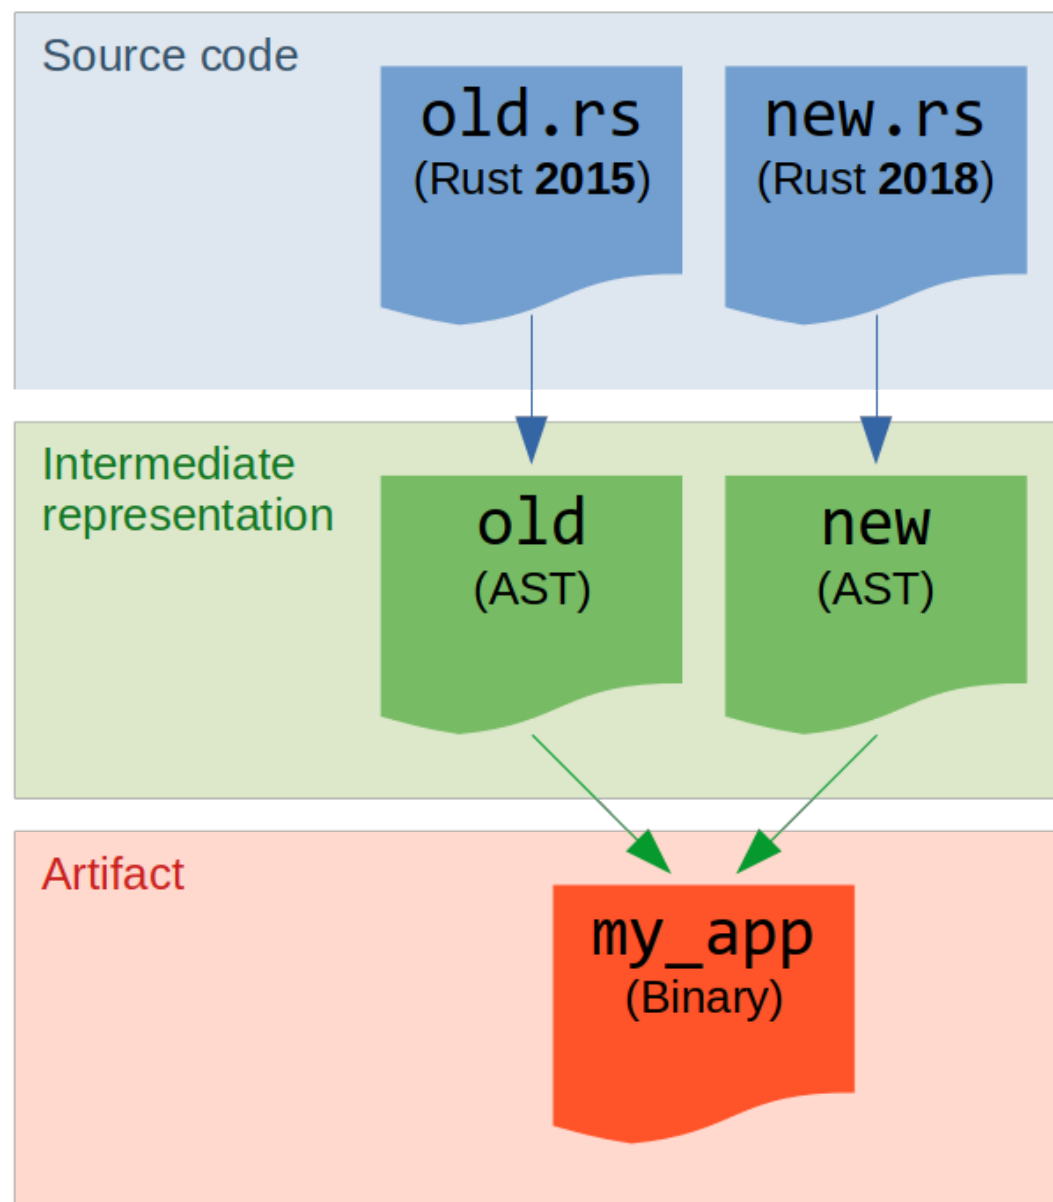 Source code
old.rs
(Rust 2015)
new.rs
(Rust 2018)
Intermediate
representation
old
(AST)
new
(AST)
Artifact
my_app
(Binary)